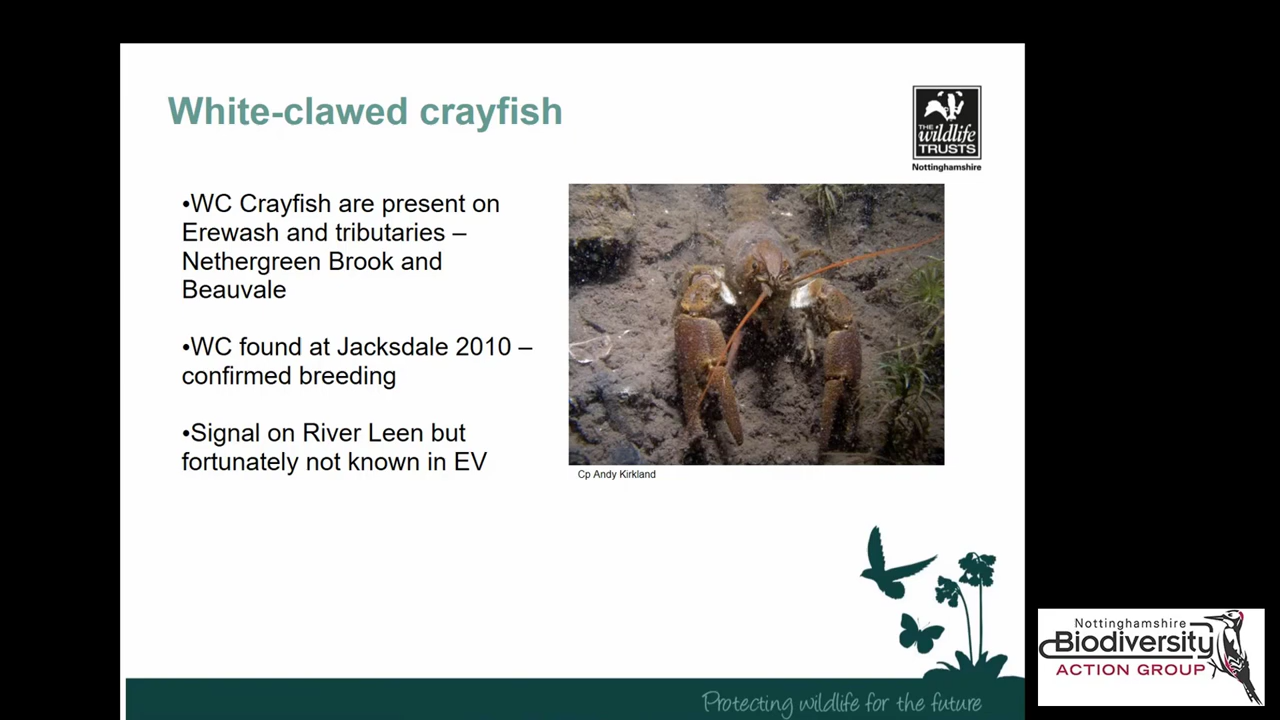 White-clawed crayfish
THE
wildlife
TRUSTS
Nottinghamshire
•WC Crayfish are present on
Erewash and tributaries –
Nethergreen Brook and
Beauvale
•WC found at Jacksdale 2010 –
confirmed breeding
•Signal on River Leen but
fortunately not known in EV
Cp Andy Kirkland
Protecting wildlife for the future
Nottinghamshire
Biodiversity
ACTION GROUP